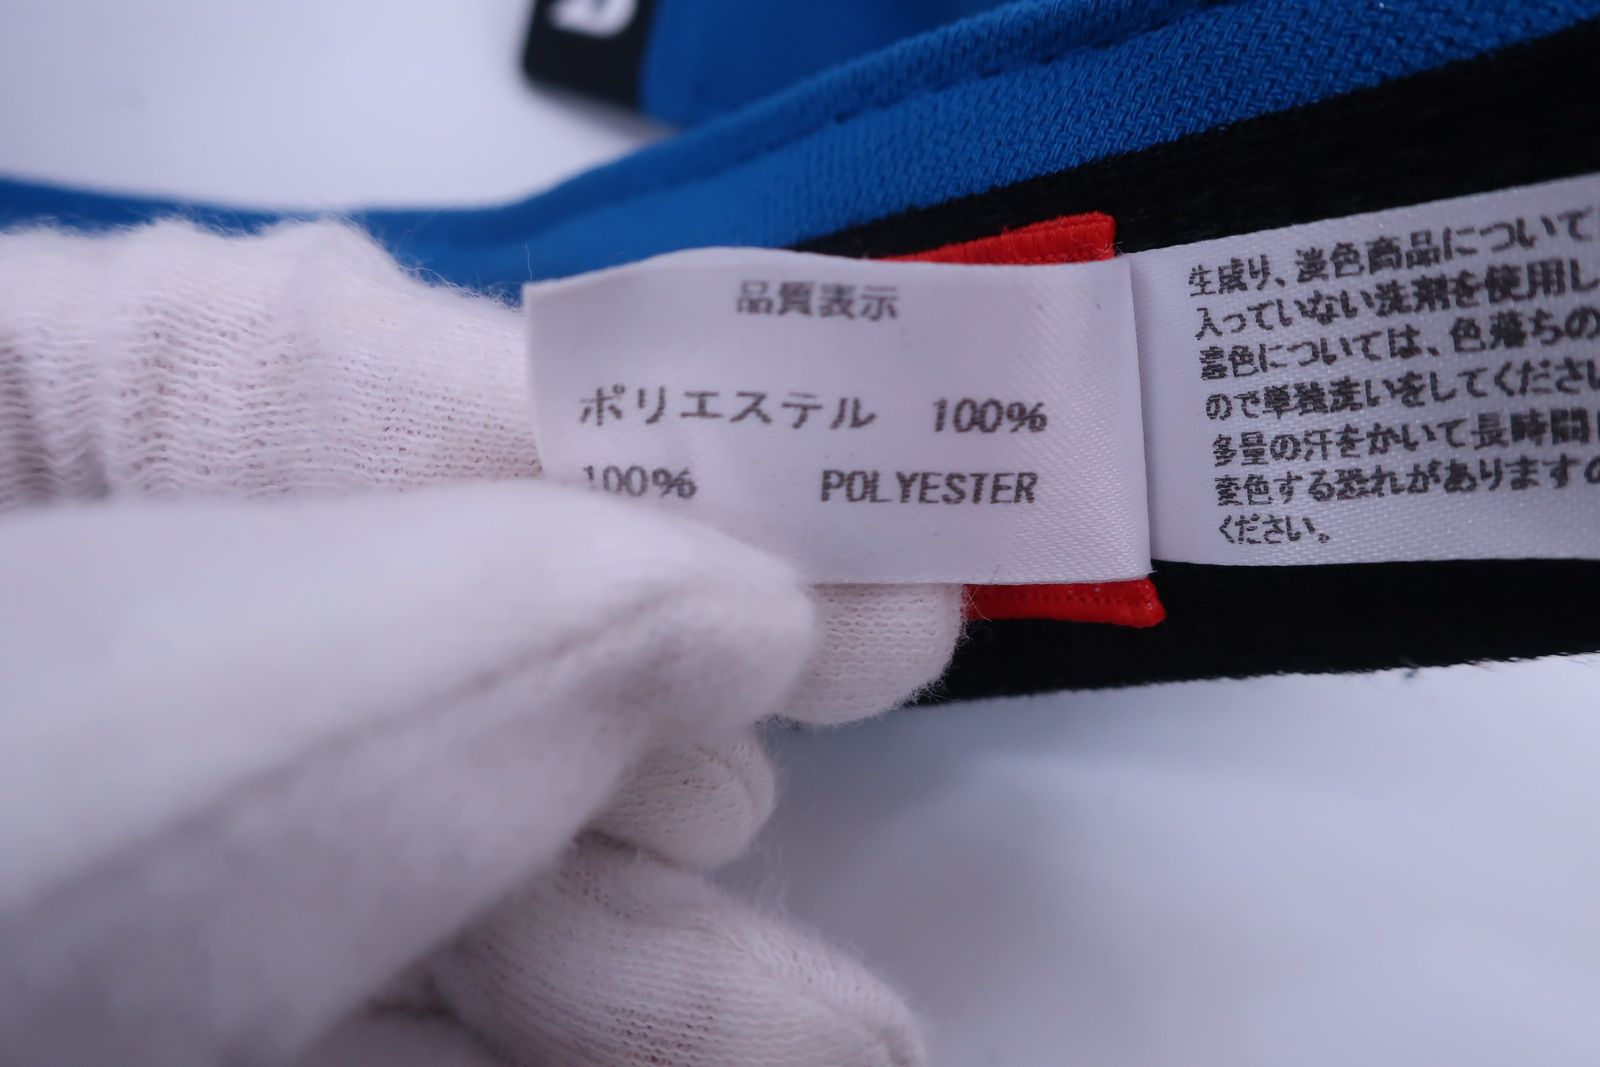 品質表示
ポリエステル 100%
100% POLYESTER
生成り、淡色商品について
入っていない洗剤を使用し
濃色については、色落ちの
ので単独洗いをしてください
多量の汗をかいて長時間
変色する恐れがありますの
ください。